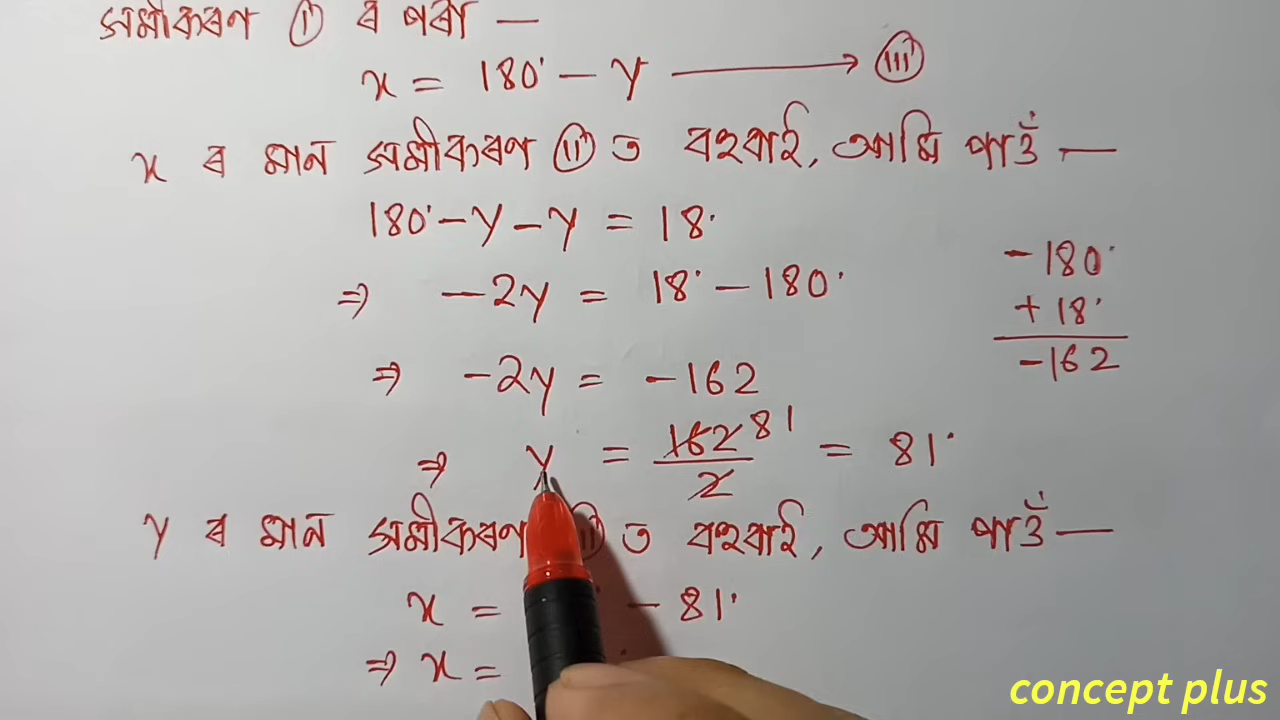 সমীকৰণ (i) ৰ পৰা —
x = 180° − y ⟶ (iii)
x ৰ মান সমীকৰণ (ii) ত বহুৱাই, আমি পাওঁ —
180° − y − y = 18°
⇒ −2y = 18° − 180°
−180°
+ 18°
−162
⇒ −2y = −162
⇒ y = 162/2 81 = 81°
y ৰ মান সমীকৰণ ত বহুৱাই, আমি পাওঁ —
x = − 81°
⇒ x =
concept plus